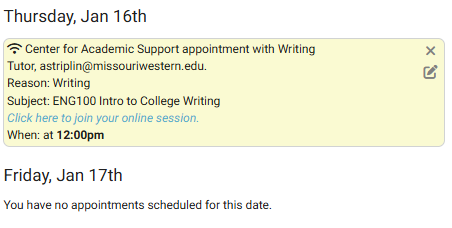 Thursday, Jan 16th
Center for Academic Support appointment with Writing
Tutor, astriplin@missouriwestern.edu.
Reason: Writing
Subject: ENG100 Intro to College Writing
Click here to join your online session.
When: at 12:00pm
Friday, Jan 17th
You have no appointments scheduled for this date.